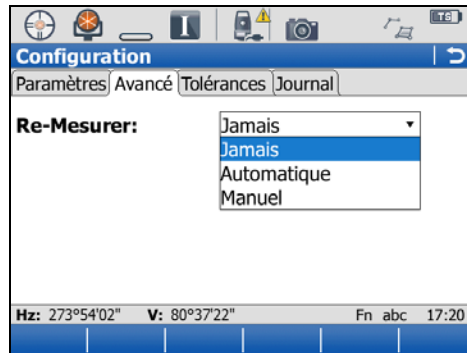 I TS
Configuration
Paramètres Avancé Tolérances Journal
Re-Mesurer: Jamais
Jamais
Automatique
Manuel
Hz: 273°54'02" V: 80°37'22" Fn abc 17:20